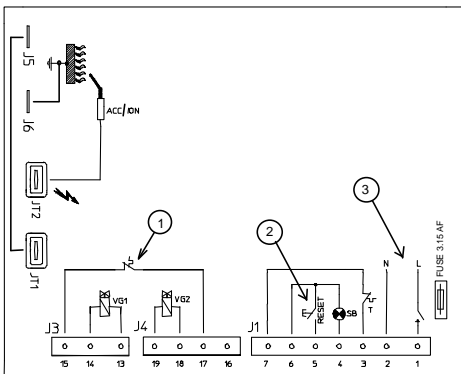 J5
J6
ACC/ION
JT2
JT1
1
2
3
N
L
FUSE 3.15 AF
VG1
VG2
RESET
SB
T
J3
J4
J1
15 14 13
19 18 17 16
7 6 5 4 3 2 1